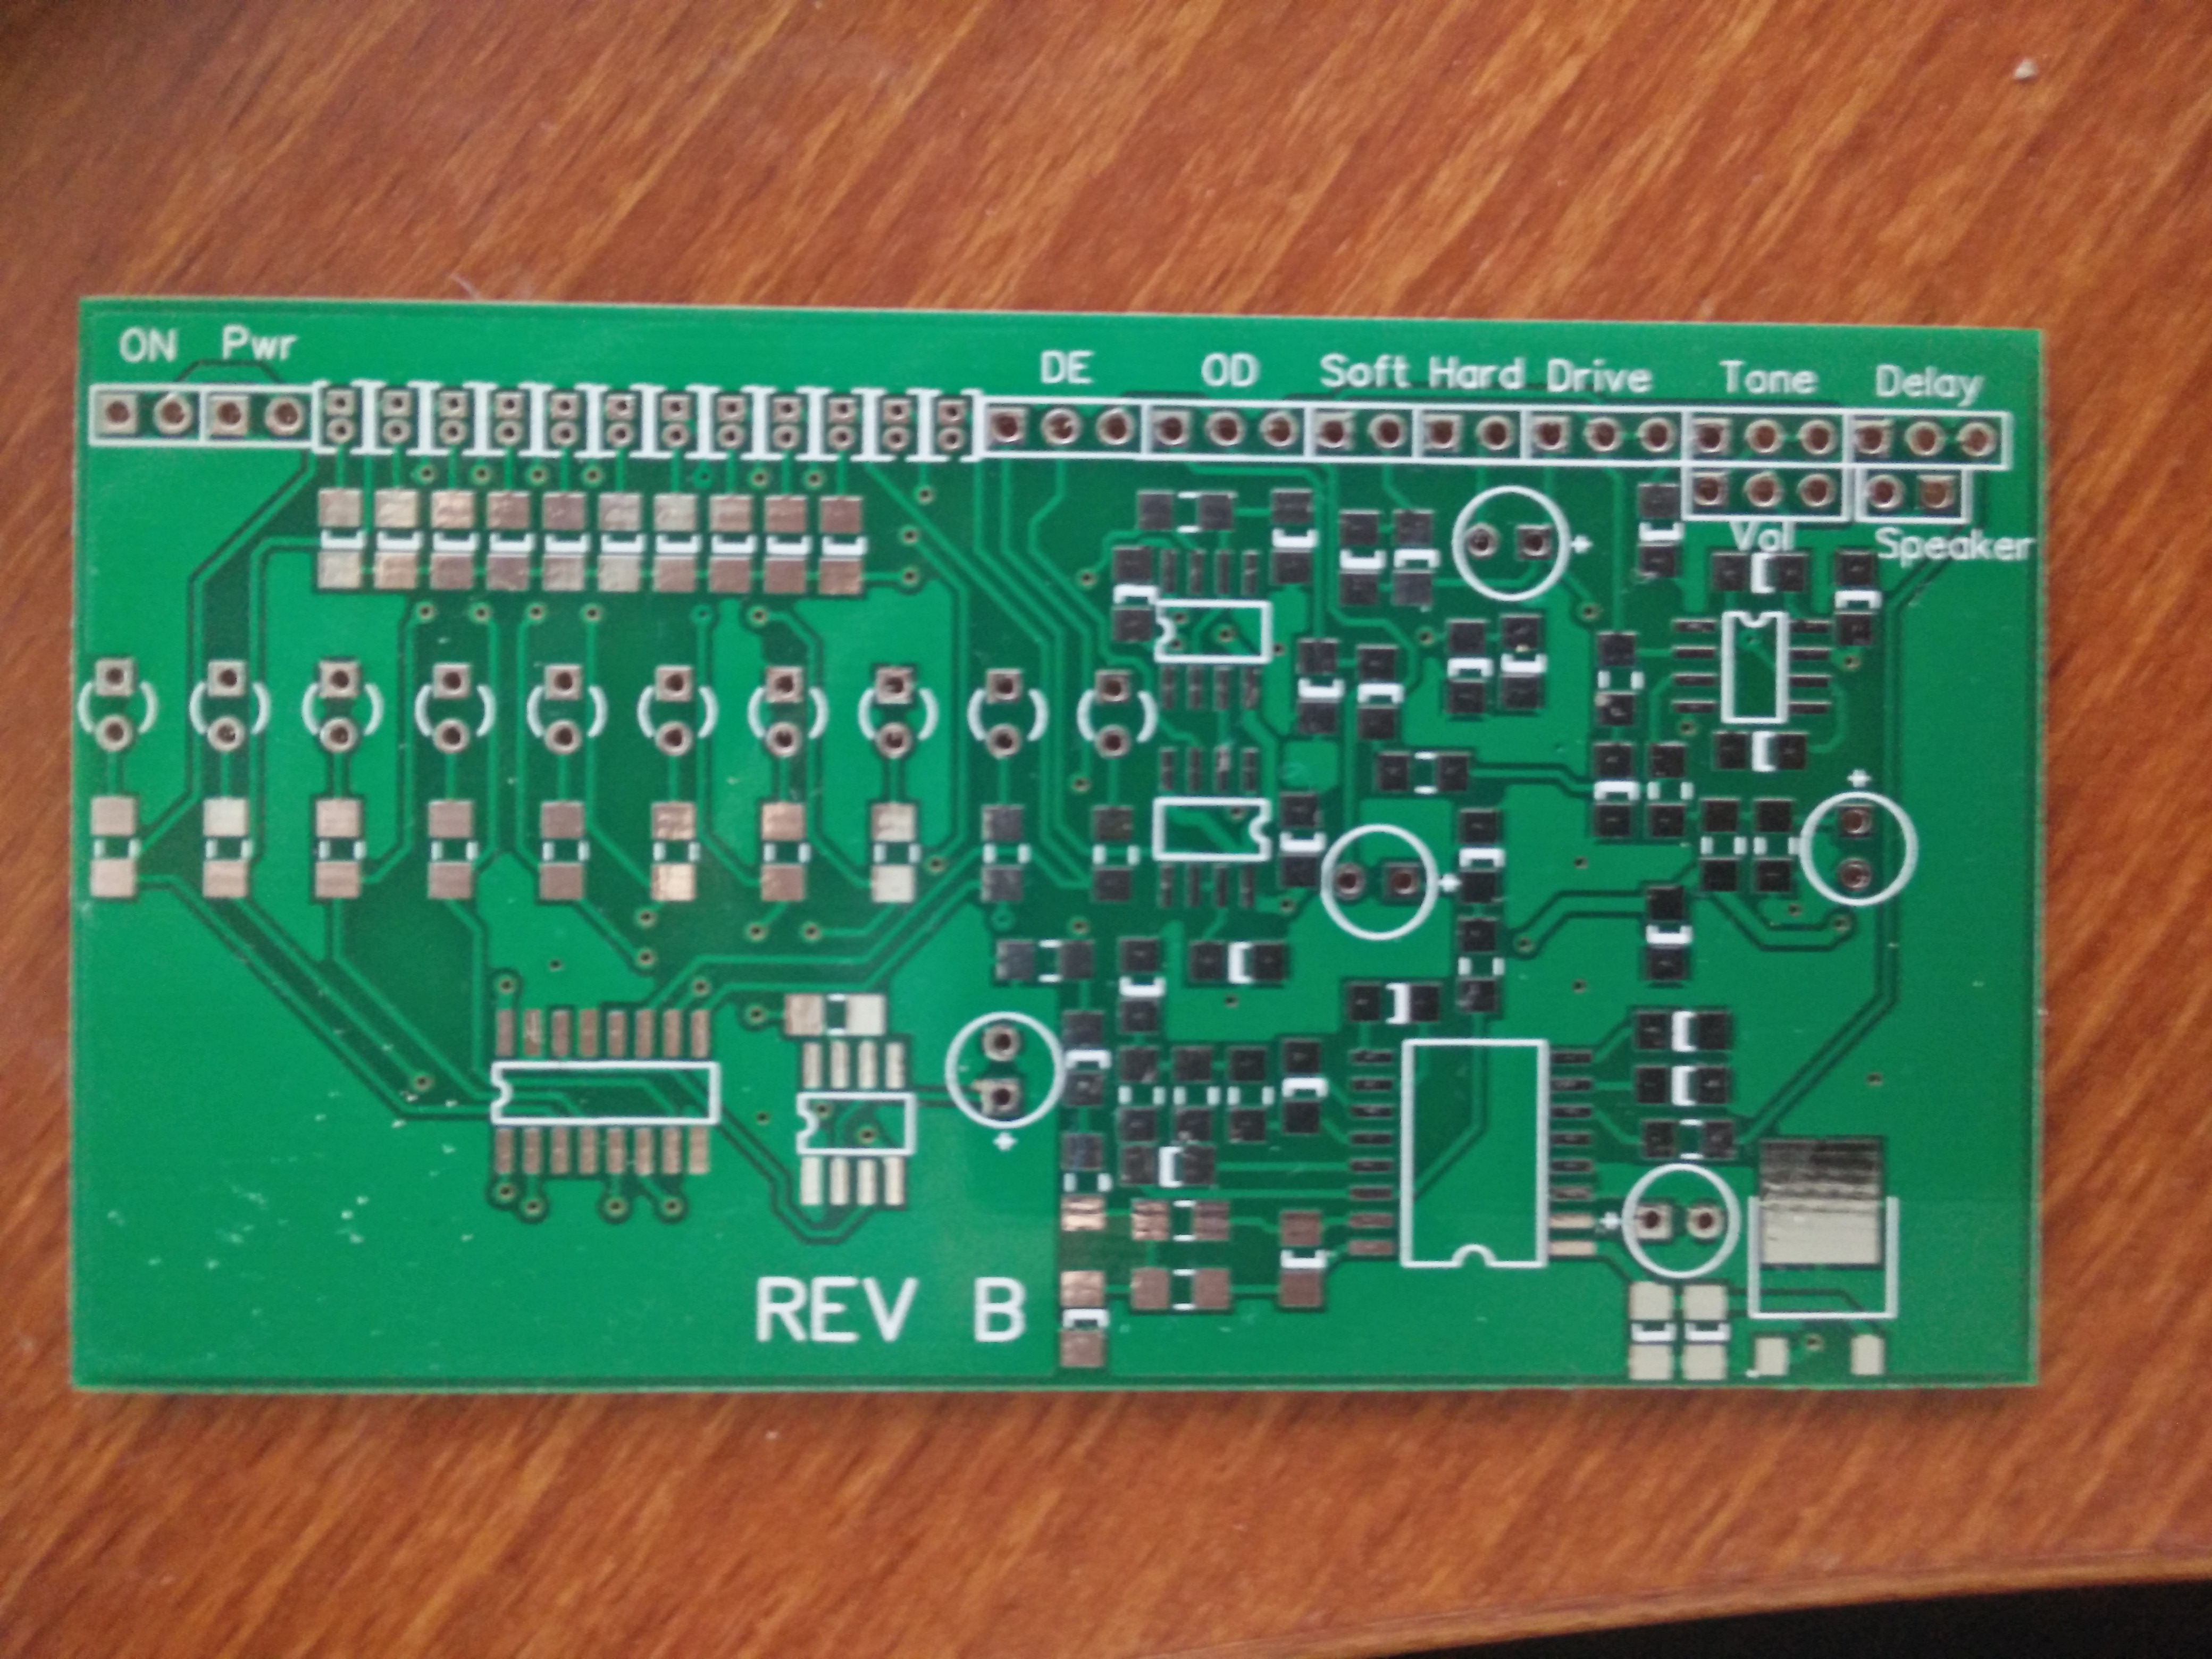 ON Pwr DE OD Soft Hard Drive Tone Delay
Vol Speaker
+
+
+
+
+
REV B